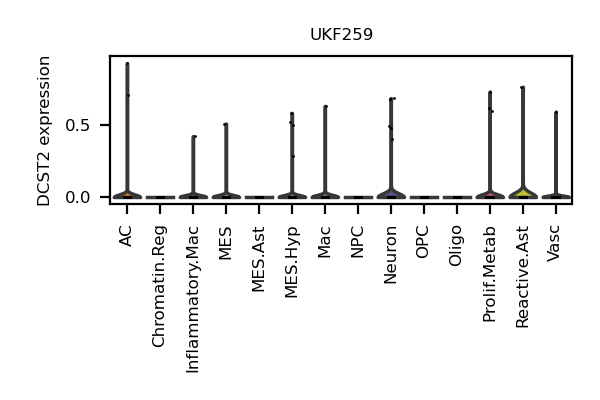 UKF259
DCST2 expression
0.5
0.0
AC
Chromatin.Reg
Inflammatory.Mac
MES
MES.Ast
MES.Hyp
Mac
NPC
Neuron
OPC
Oligo
Prolif.Metab
Reactive.Ast
Vasc